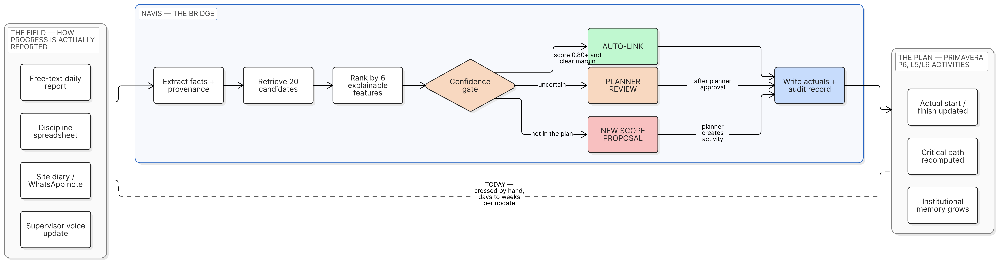 NAVIS — THE BRIDGE
THE FIELD — HOW
PROGRESS IS ACTUALLY
REPORTED
Free-text daily
report
Discipline
spreadsheet
Site diary /
WhatsApp note
Supervisor voice
update
Extract facts +
provenance
Retrieve 20
candidates
Rank by 6
explainable
features
Confidence
gate
score 0.80+ and
clear margin
uncertain
not in the plan
AUTO-LINK
PLANNER
REVIEW
NEW SCOPE
PROPOSAL
after planner
approval
planner
creates
activity
Write actuals +
audit record
TODAY —
crossed by hand,
days to weeks
per update
THE PLAN — PRIMAVERA
P6, L5/L6 ACTIVITIES
Actual start /
finish updated
Critical path
recomputed
Institutional
memory grows